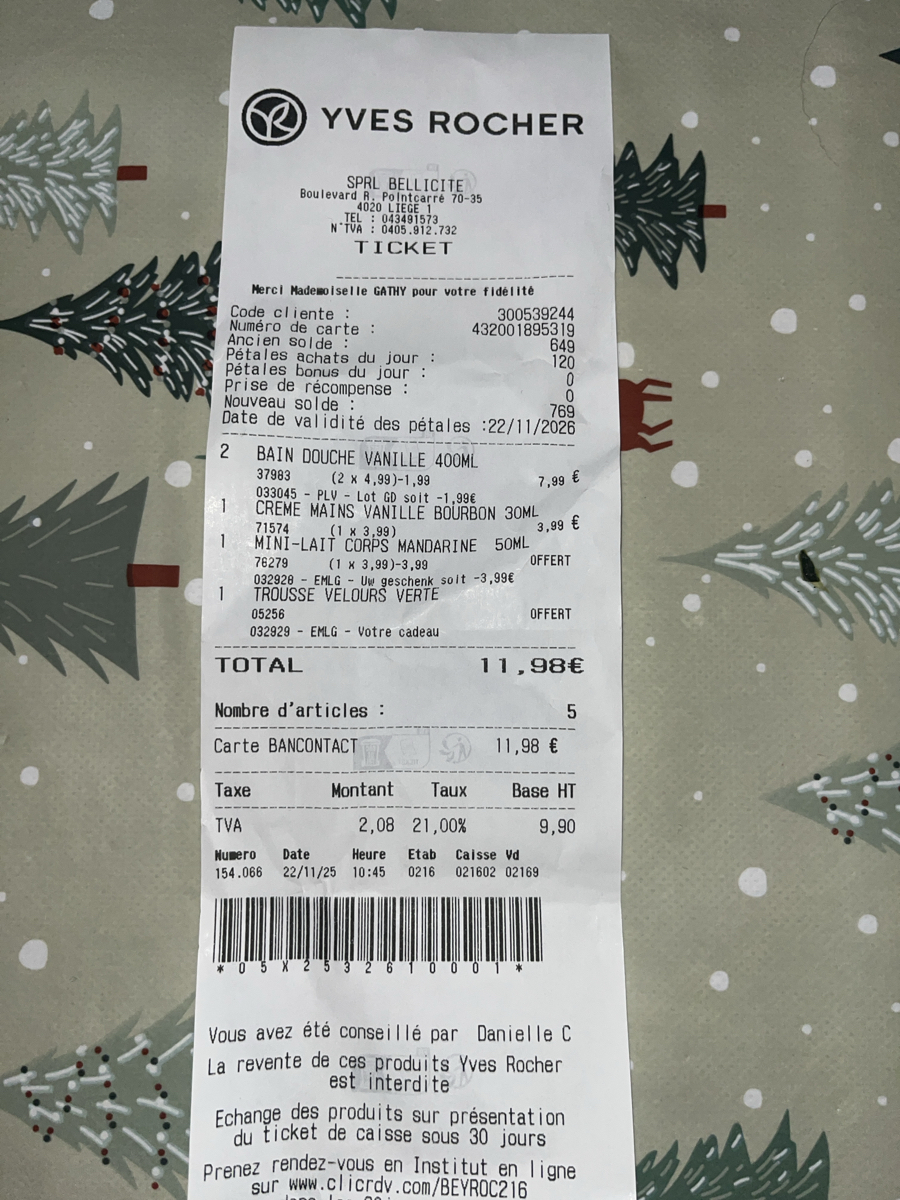 YVES ROCHER
SPRL BELLICITE
Boulevard R. Pointcarré 70-35
4020 LIEGE 1
TEL : 043491573
N°TVA : 0405.912.732
TICKET
Merci Mademoiselle GATHY pour votre fidélité
Code cliente : 300539244
Numéro de carte : 432001895319
Ancien solde : 649
Pétales achats du jour : 120
Pétales bonus du jour : 0
Prise de récompense : 0
Nouveau solde : 769
Date de validité des pétales :22/11/2026
2 BAIN DOUCHE VANILLE 400ML
37983 (2 x 4,99)-1,99 7,99 €
033045 - PLV - Lot GD soit -1,99€
1 CREME MAINS VANILLE BOURBON 30ML
71574 (1 x 3,99) 3,99 €
1 MINI-LAIT CORPS MANDARINE 50ML
76279 (1 x 3,99)-3,99 OFFERT
032928 - EMLG - Uw geschenk soit -3,99€
1 TROUSSE VELOURS VERTE
05256 OFFERT
032929 - EMLG - Votre cadeau
TOTAL 11,98€
Nombre d'articles : 5
Carte BANCONTACT 11,98 €
Taxe Montant Taux Base HT
TVA 2,08 21,00% 9,90
Numero Date Heure Etab Caisse Vd
154.066 22/11/25 10:45 0216 021602 02169
*05X2532610001*
Vous avez été conseillé par Danielle C
La revente de ces produits Yves Rocher
est interdite
Echange des produits sur présentation
du ticket de caisse sous 30 jours
Prenez rendez-vous en Institut en ligne
sur www.clicrdv.com/BEYROC216